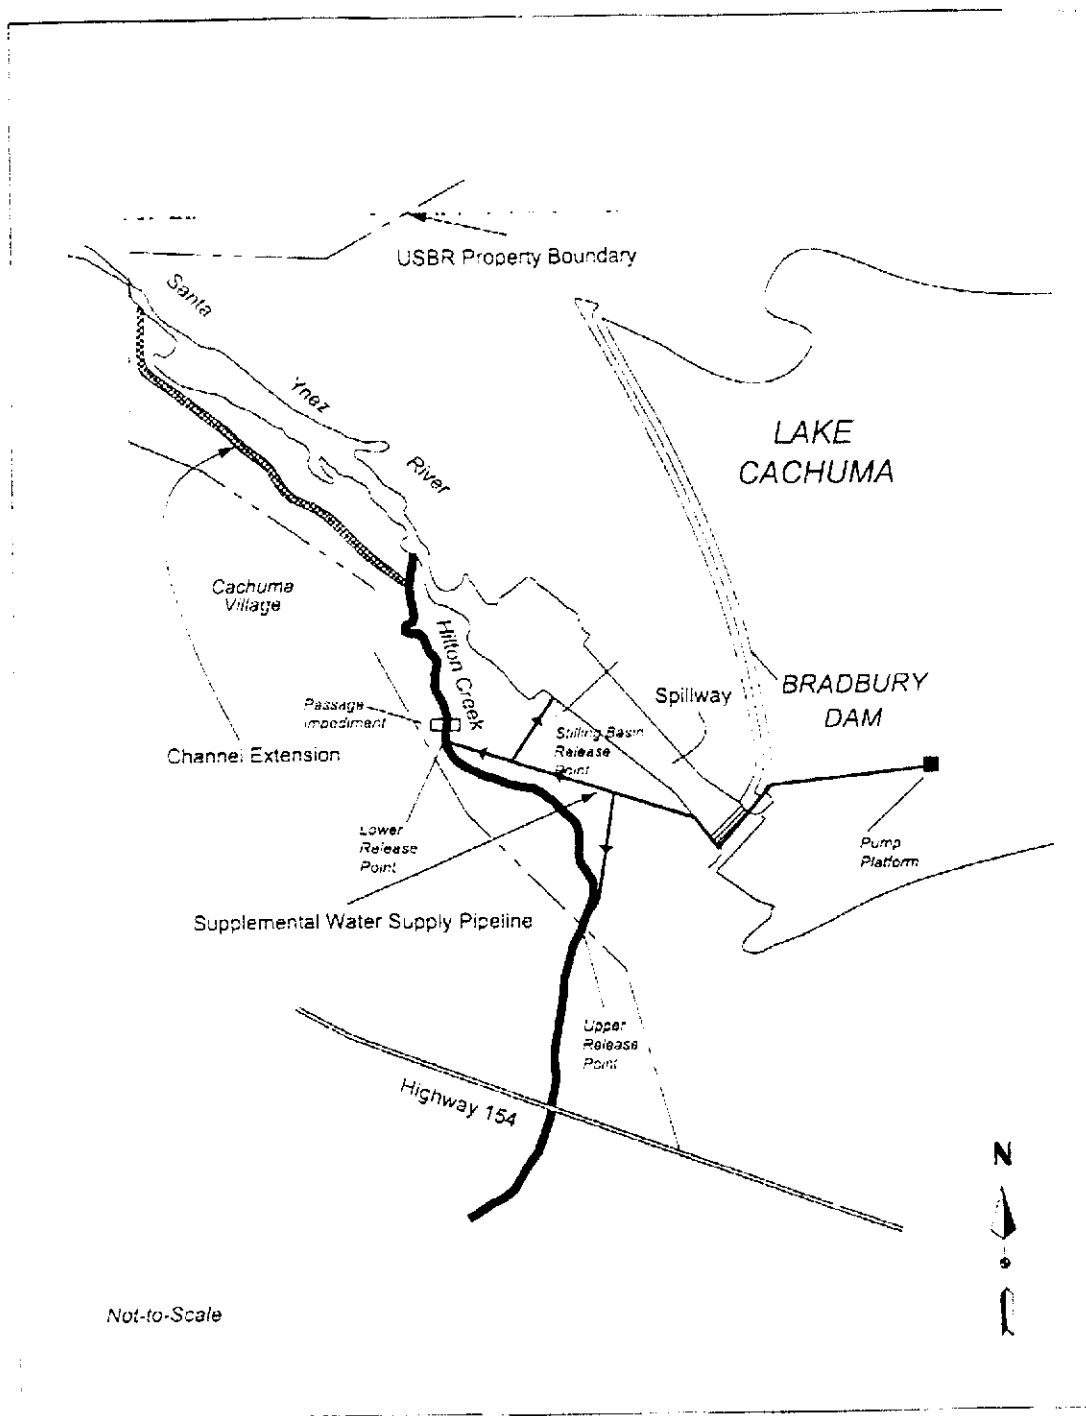 USBR Property Boundary
Santa
Ynez
River
LAKE
CACHUMA
Cachuma
Village
Hilton Creek
BRADBURY
DAM
Spillway
Passage
Impediment
Stilling Basin
Release
Point
Channel Extension
Lower
Release
Point
Pump
Platform
Supplemental Water Supply Pipeline
Upper
Release
Point
Highway 154
N
Not-to-Scale